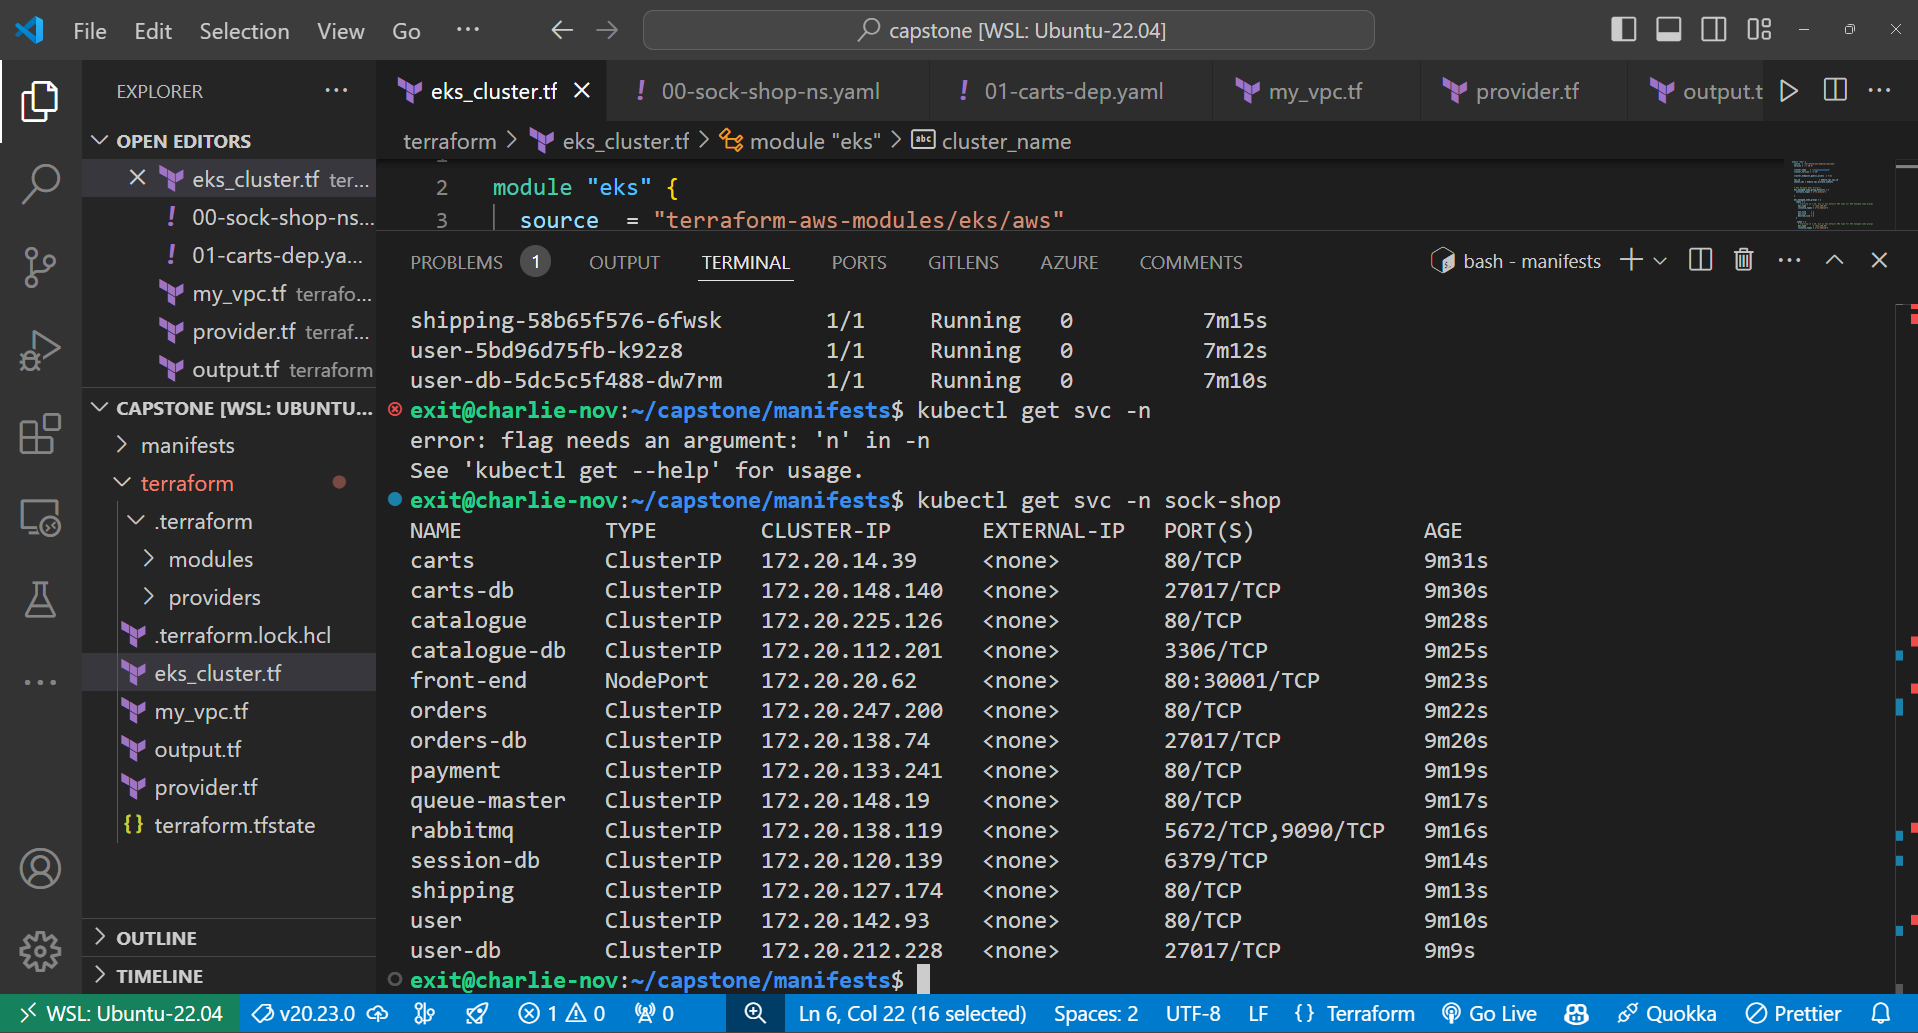 File Edit Selection View Go ··· capstone [WSL: Ubuntu-22.04]
EXPLORER ···
eks_cluster.tf 00-sock-shop-ns.yaml 01-carts-dep.yaml my_vpc.tf provider.tf output.t ···
OPEN EDITORS
eks_cluster.tf ter...
00-sock-shop-ns...
01-carts-dep.ya...
my_vpc.tf terrafo...
provider.tf terraf...
output.tf terraform
CAPSTONE [WSL: UBUNTU...
manifests
terraform
.terraform
modules
providers
.terraform.lock.hcl
eks_cluster.tf
my_vpc.tf
output.tf
provider.tf
{} terraform.tfstate
OUTLINE
TIMELINE
terraform > eks_cluster.tf > module "eks" > abc cluster_name
2 module "eks" {
3 source = "terraform-aws-modules/eks/aws"
PROBLEMS 1 OUTPUT TERMINAL PORTS GITLENS AZURE COMMENTS bash - manifests ···
shipping-58b65f576-6fwsk 1/1 Running 0 7m15s
user-5bd96d75fb-k92z8 1/1 Running 0 7m12s
user-db-5dc5c5f488-dw7rm 1/1 Running 0 7m10s
exit@charlie-nov:~/capstone/manifests$ kubectl get svc -n
error: flag needs an argument: 'n' in -n
See 'kubectl get --help' for usage.
exit@charlie-nov:~/capstone/manifests$ kubectl get svc -n sock-shop
NAME TYPE CLUSTER-IP EXTERNAL-IP PORT(S) AGE
carts ClusterIP 172.20.14.39 <none> 80/TCP 9m31s
carts-db ClusterIP 172.20.148.140 <none> 27017/TCP 9m30s
catalogue ClusterIP 172.20.225.126 <none> 80/TCP 9m28s
catalogue-db ClusterIP 172.20.112.201 <none> 3306/TCP 9m25s
front-end NodePort 172.20.20.62 <none> 80:30001/TCP 9m23s
orders ClusterIP 172.20.247.200 <none> 80/TCP 9m22s
orders-db ClusterIP 172.20.138.74 <none> 27017/TCP 9m20s
payment ClusterIP 172.20.133.241 <none> 80/TCP 9m19s
queue-master ClusterIP 172.20.148.19 <none> 80/TCP 9m17s
rabbitmq ClusterIP 172.20.138.119 <none> 5672/TCP,9090/TCP 9m16s
session-db ClusterIP 172.20.120.139 <none> 6379/TCP 9m14s
shipping ClusterIP 172.20.127.174 <none> 80/TCP 9m13s
user ClusterIP 172.20.142.93 <none> 80/TCP 9m10s
user-db ClusterIP 172.20.212.228 <none> 27017/TCP 9m9s
exit@charlie-nov:~/capstone/manifests$
WSL: Ubuntu-22.04 v20.23.0 1 0 0 Ln 6, Col 22 (16 selected) Spaces: 2 UTF-8 LF {} Terraform Go Live Quokka Prettier